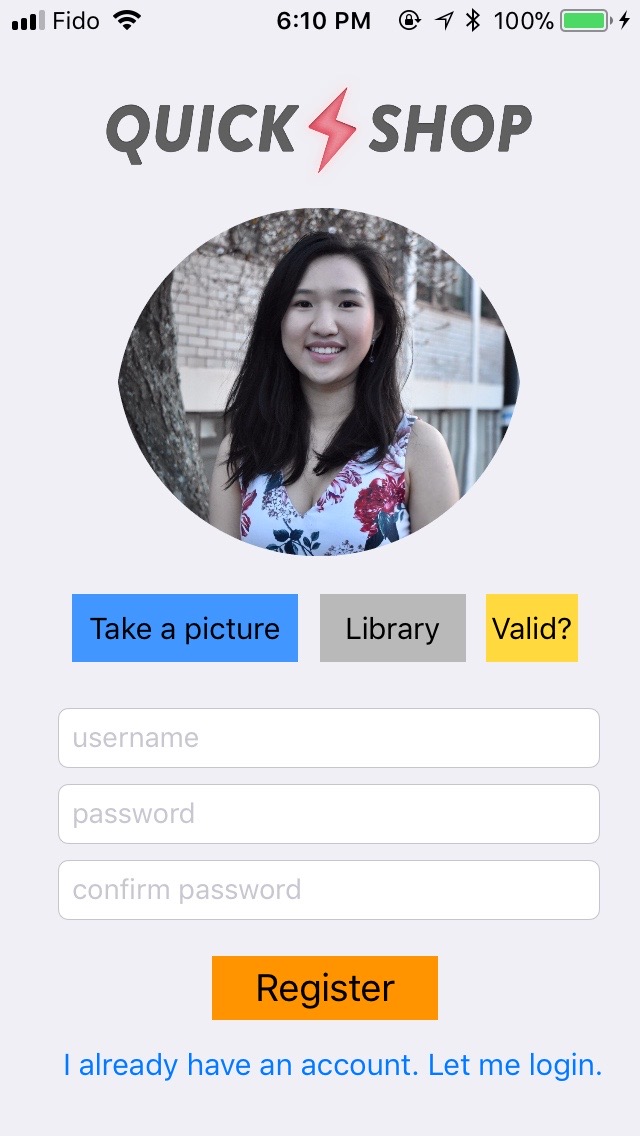 Fido 6:10 PM 100%
QUICK SHOP
Take a picture Library Valid?
username
password
confirm password
Register
I already have an account. Let me login.